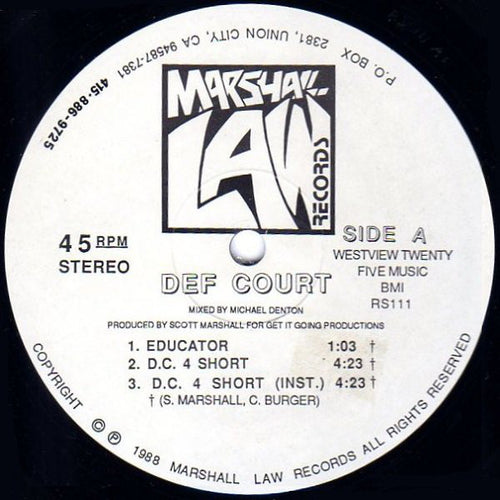 P.O. BOX 2381, UNION CITY, CA 94587-7381 415-886-9725
MARSHALL
LAW
RECORDS
45 RPM
STEREO
SIDE A
WESTVIEW TWENTY
FIVE MUSIC
BMI
RS111
DEF COURT
MIXED BY MICHAEL DENTON
PRODUCED BY SCOTT MARSHALL FOR GET IT GOING PRODUCTIONS
1. EDUCATOR 1:03 †
2. D.C. 4 SHORT 4:23 †
3. D.C. 4 SHORT (INST.) 4:23 †
† (S. MARSHALL, C. BURGER)
COPYRIGHT © ℗ 1988 MARSHALL LAW RECORDS ALL RIGHTS RESERVED